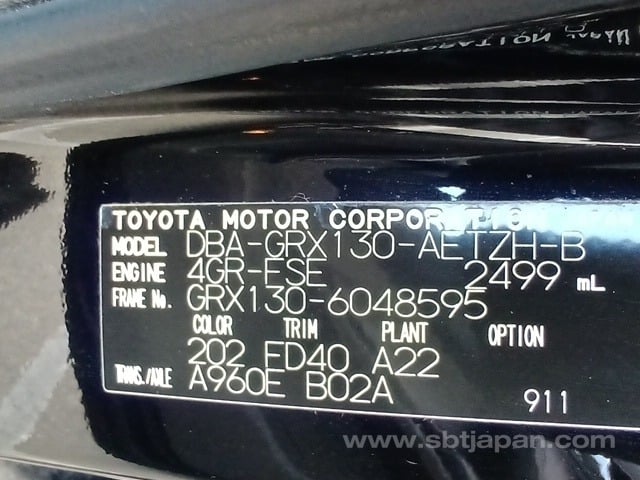 TOYOTA MOTOR CORPORATION
MODEL DBA-GRX130-AETZH-B
ENGINE 4GR-FSE 2499 mL
FRAME No. GRX130-6048595
COLOR TRIM PLANT OPTION
202 FD40 A22
TRANS./AXLE A960E B02A
911
www.sbtjapan.com